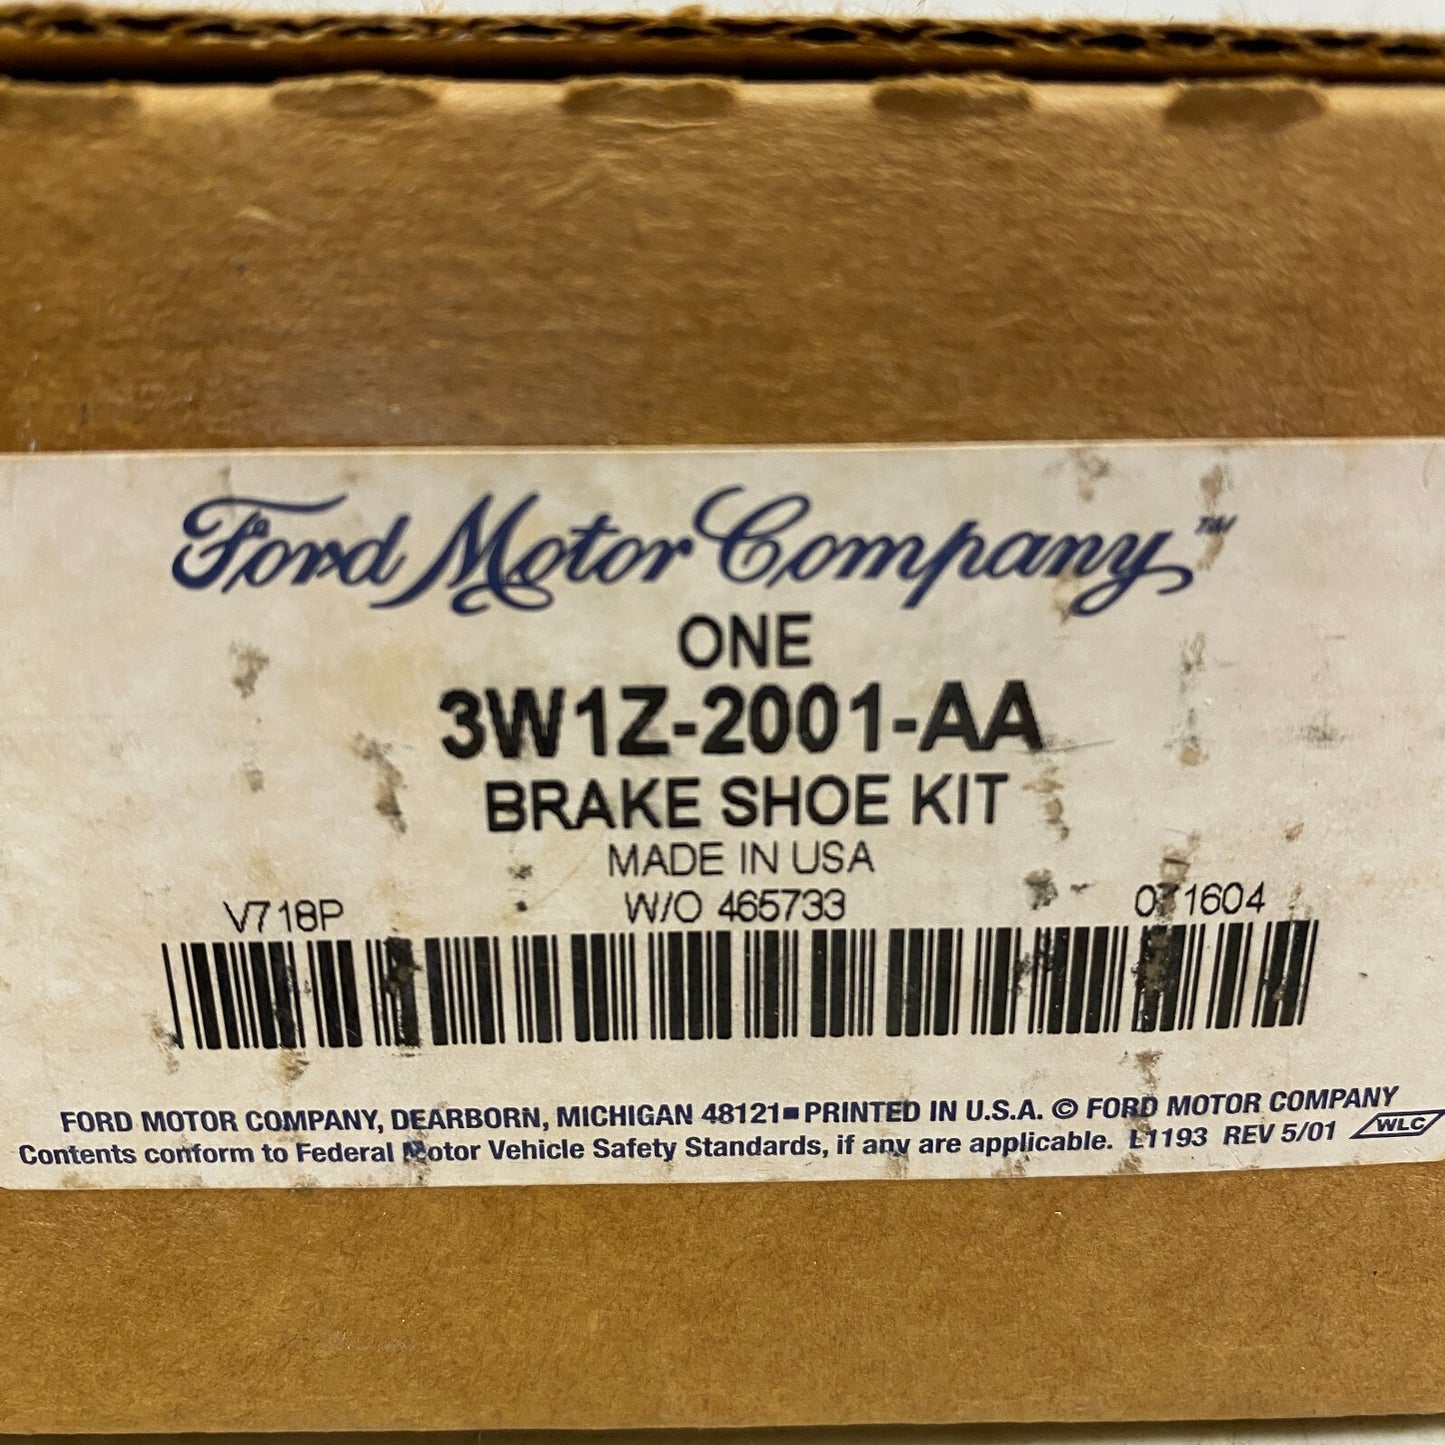 Ford Motor Company™
ONE
3W1Z-2001-AA
BRAKE SHOE KIT
MADE IN USA
V718P W/O 465733 071604
FORD MOTOR COMPANY, DEARBORN, MICHIGAN 48121■PRINTED IN U.S.A. © FORD MOTOR COMPANY
Contents conform to Federal Motor Vehicle Safety Standards, if any are applicable. L1193 REV 5/01 WLC